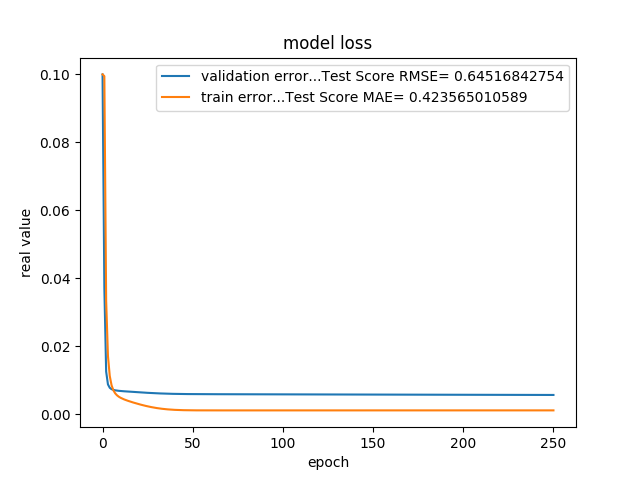 model loss
validation error...Test Score RMSE= 0.64516842754
train error...Test Score MAE= 0.423565010589
real value
0.10
0.08
0.06
0.04
0.02
0.00
0 50 100 150 200 250
epoch